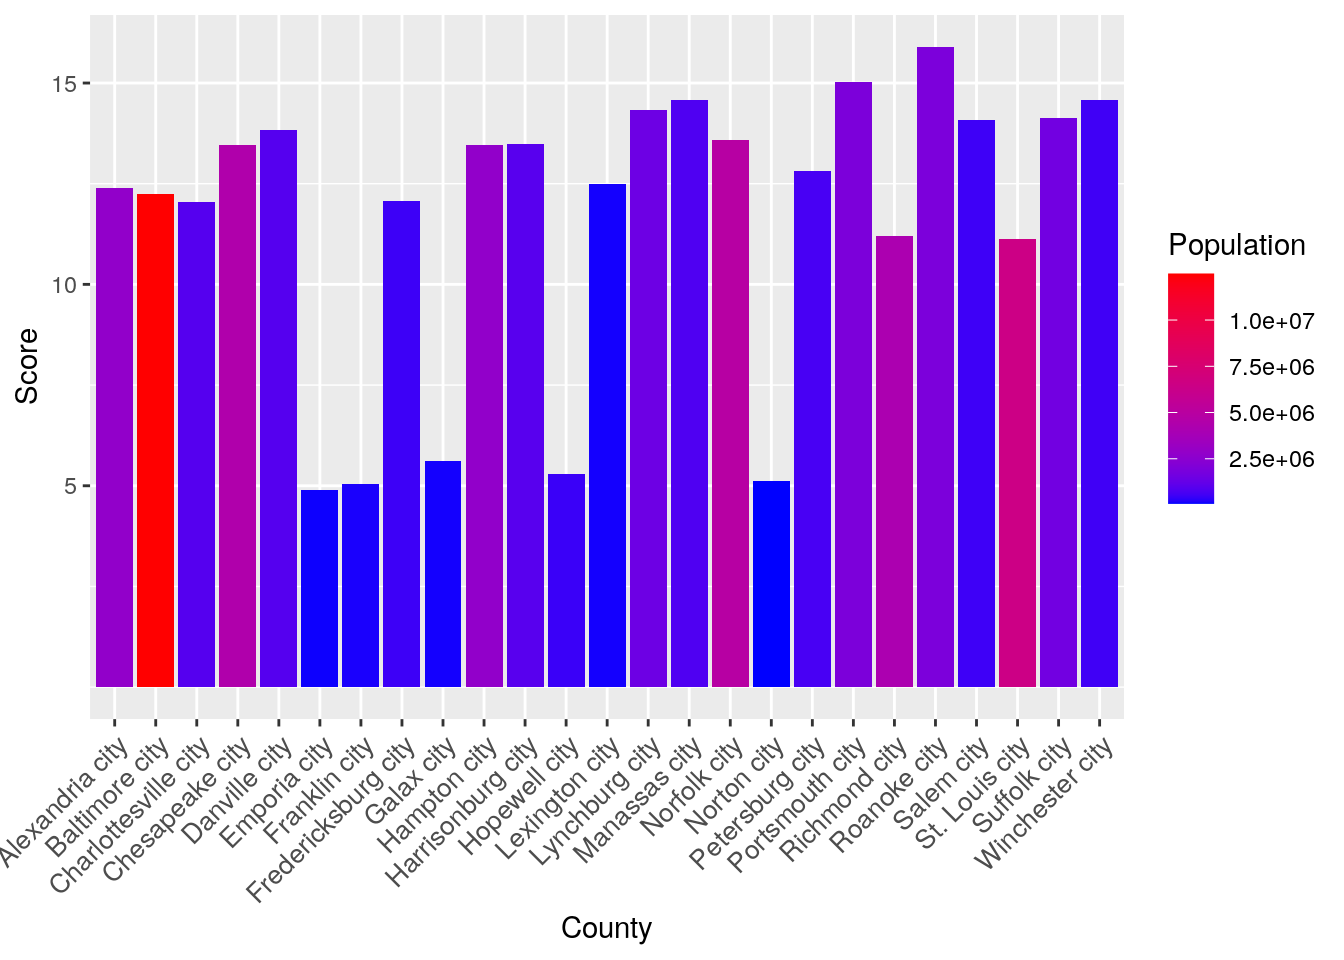 15
10
5
Score
Alexandria city
Baltimore city
Charlottesville city
Chesapeake city
Danville city
Emporia city
Franklin city
Fredericksburg city
Galax city
Hampton city
Harrisonburg city
Hopewell city
Lexington city
Lynchburg city
Manassas city
Norfolk city
Norton city
Petersburg city
Portsmouth city
Richmond city
Roanoke city
Salem city
St. Louis city
Suffolk city
Winchester city
County
Population
1.0e+07
7.5e+06
5.0e+06
2.5e+06